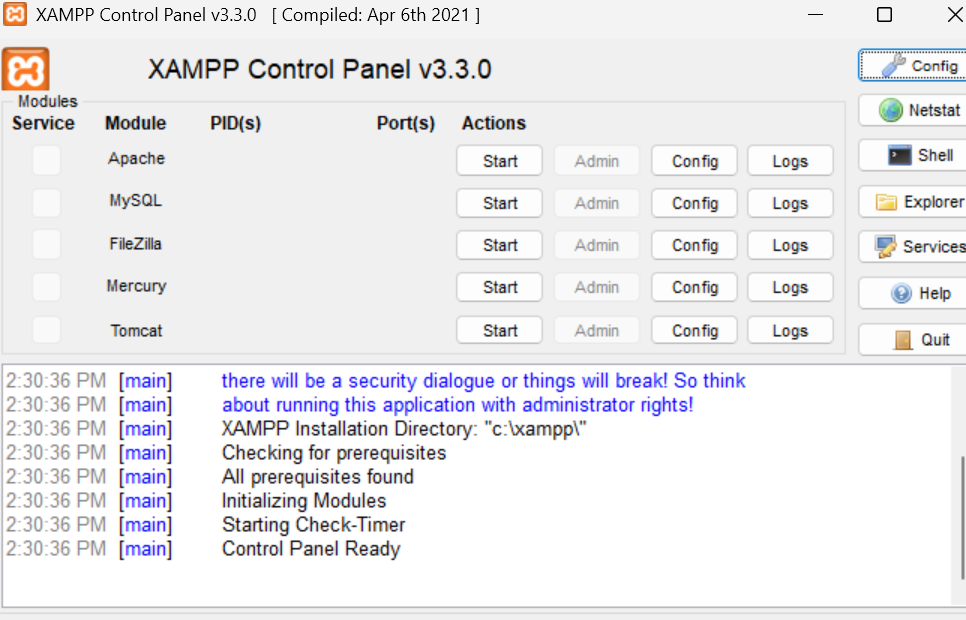 XAMPP Control Panel v3.3.0 [ Compiled: Apr 6th 2021 ]
XAMPP Control Panel v3.3.0
Config
Modules
Service Module PID(s) Port(s) Actions
Netstat
Apache Start Admin Config Logs
Shell
MySQL Start Admin Config Logs
Explorer
FileZilla Start Admin Config Logs
Services
Mercury Start Admin Config Logs
Help
Tomcat Start Admin Config Logs
Quit
2:30:36 PM [main] there will be a security dialogue or things will break! So think
2:30:36 PM [main] about running this application with administrator rights!
2:30:36 PM [main] XAMPP Installation Directory: "c:\xampp\"
2:30:36 PM [main] Checking for prerequisites
2:30:36 PM [main] All prerequisites found
2:30:36 PM [main] Initializing Modules
2:30:36 PM [main] Starting Check-Timer
2:30:36 PM [main] Control Panel Ready